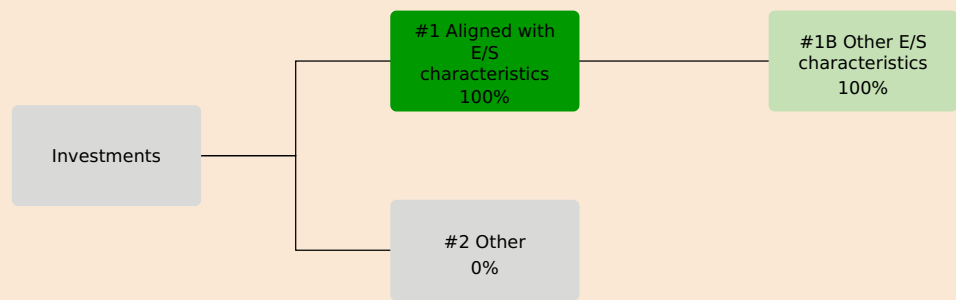 Investments
#1 Aligned with
E/S
characteristics
100%
#1B Other E/S
characteristics
100%
#2 Other
0%